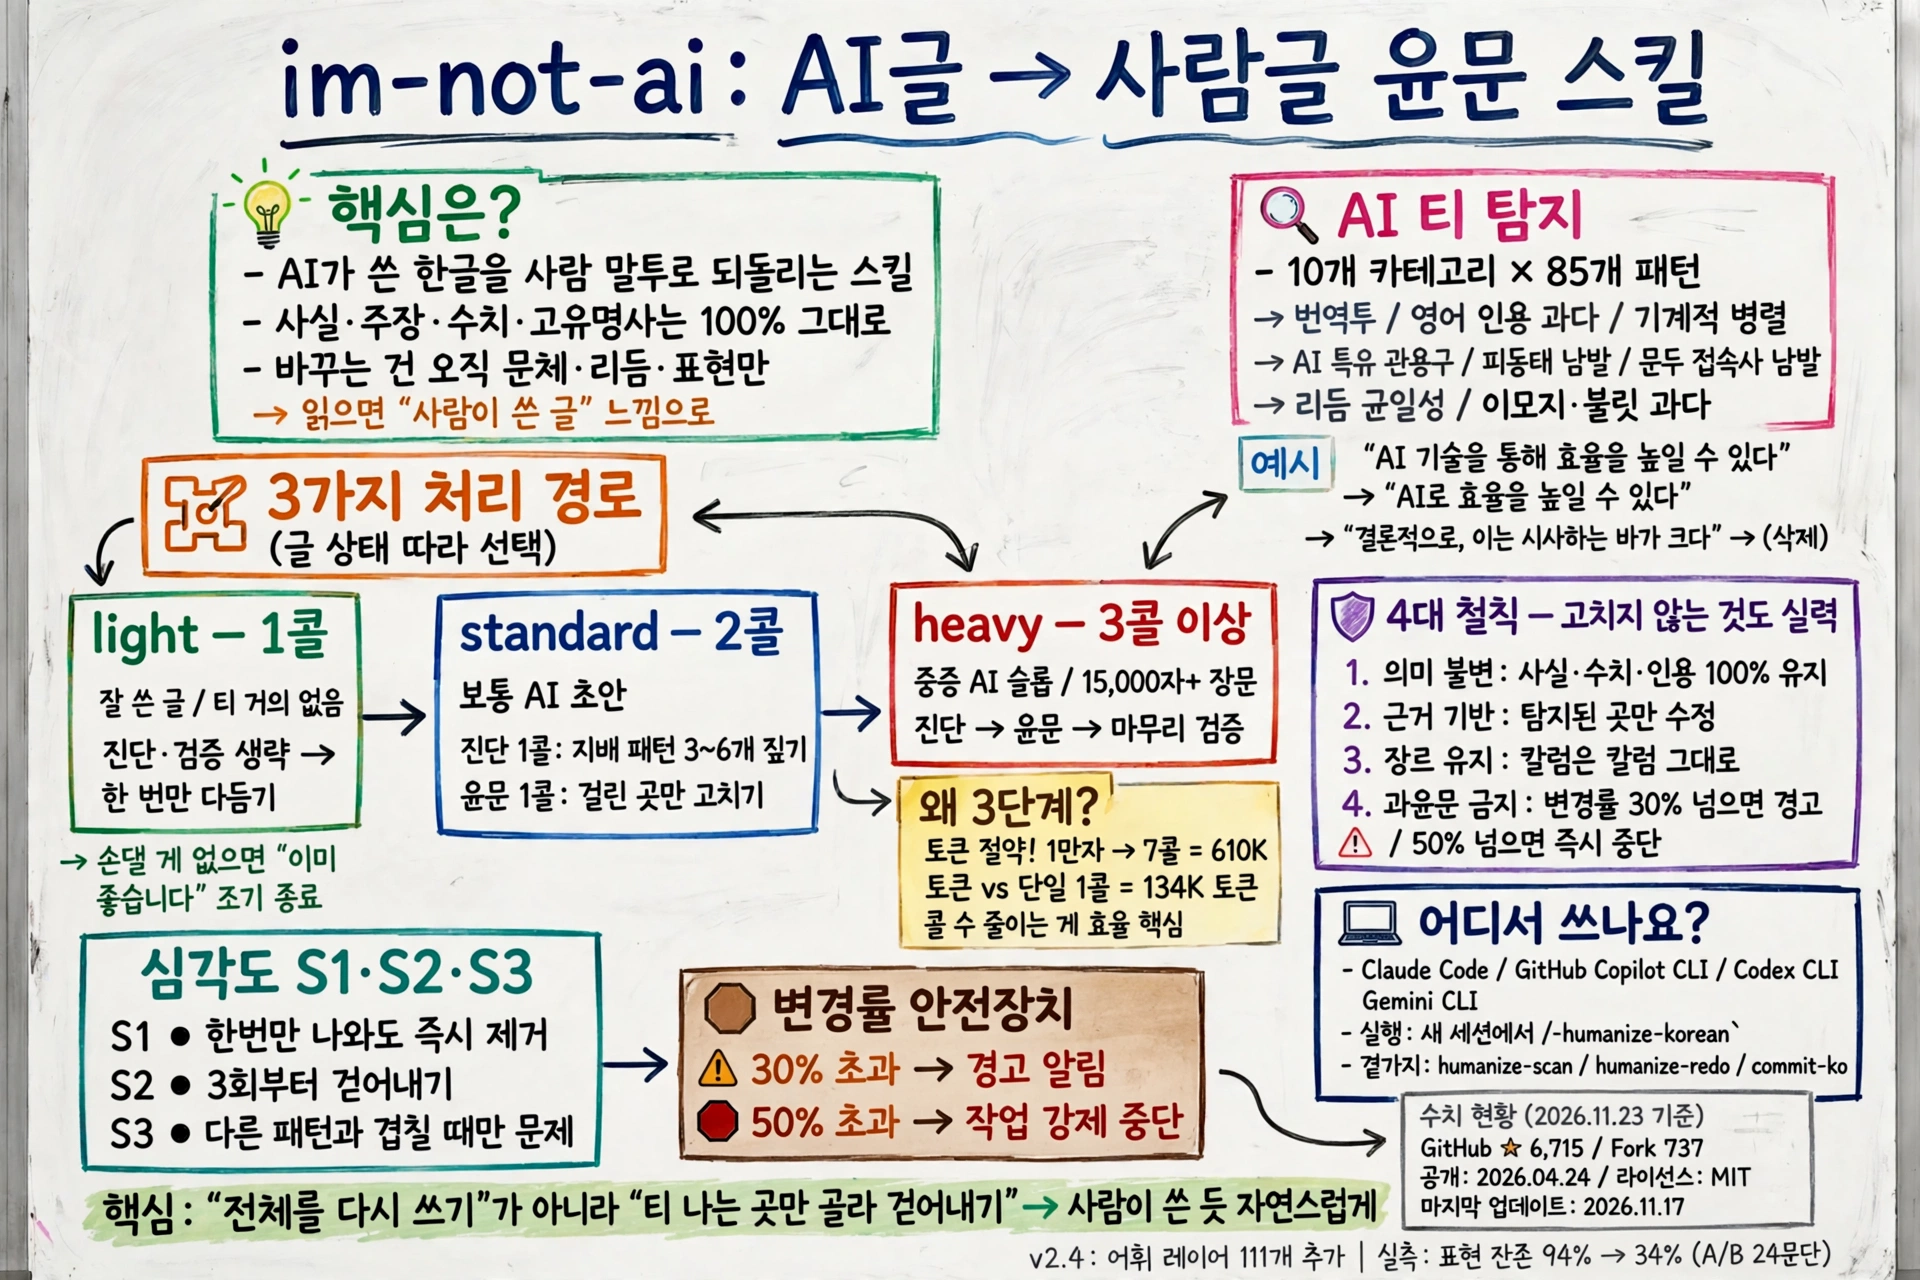 im-not-ai: AI글 → 사람글 윤문 스킬
핵심은?
- AI가 쓴 한글을 사람 말투로 되돌리는 스킬
- 사실·주장·수치·고유명사는 100% 그대로
- 바꾸는 건 오직 문체·리듬·표현만
→ 읽으면 “사람이 쓴 글” 느낌으로
AI 티 탐지
- 10개 카테고리 × 85개 패턴
→ 번역투 / 영어 인용 과다 / 기계적 병렬
→ AI 특유 관용구 / 피동태 남발 / 문두 접속사 남발
→ 리듬 균일성 / 이모지·불릿 과다
예시 “AI 기술을 통해 효율을 높일 수 있다”
→ “AI로 효율을 높일 수 있다”
→ “결론적으로, 이는 시사하는 바가 크다” → (삭제)
3가지 처리 경로
(글 상태 따라 선택)
light – 1콜
잘 쓴 글 / 티 거의 없음
진단·검증 생략 →
한 번만 다듬기
→ 손댈 게 없으면 “이미
좋습니다” 조기 종료
standard – 2콜
보통 AI 초안
진단 1콜: 지배 패턴 3~6개 짚기
윤문 1콜: 걸린 곳만 고치기
heavy – 3콜 이상
중증 AI 슬롭 / 15,000자+ 장문
진단 → 윤문 → 마무리 검증
왜 3단계?
토큰 절약! 1만자 → 7콜 = 610K
토큰 vs 단일 1콜 = 134K 토큰
콜 수 줄이는 게 효율 핵심
4대 철칙 – 고치지 않는 것도 실력
1. 의미 불변: 사실·수치·인용 100% 유지
2. 근거 기반: 탐지된 곳만 수정
3. 장르 유지: 칼럼은 칼럼 그대로
4. 과윤문 금지: 변경률 30% 넘으면 경고
/ 50% 넘으면 즉시 중단
어디서 쓰나요?
- Claude Code / GitHub Copilot CLI / Codex CLI
Gemini CLI
- 실행: 새 세션에서 /-humanize-korean`
- 곁가지: humanize-scan / humanize-redo / commit-ko
심각도 S1·S2·S3
S1 ● 한번만 나와도 즉시 제거
S2 ● 3회부터 걷어내기
S3 ● 다른 패턴과 겹칠 때만 문제
변경률 안전장치
30% 초과 → 경고 알림
50% 초과 → 작업 강제 중단
수치 현황 (2026.11.23 기준)
GitHub ★ 6,715 / Fork 737
공개: 2026.04.24 / 라이선스: MIT
마지막 업데이트: 2026.11.17
핵심: “전체를 다시 쓰기”가 아니라 “티 나는 곳만 골라 걷어내기” → 사람이 쓴 듯 자연스럽게
v2.4: 어휘 레이어 111개 추가 | 실측: 표현 잔존 94% → 34% (A/B 24문단)